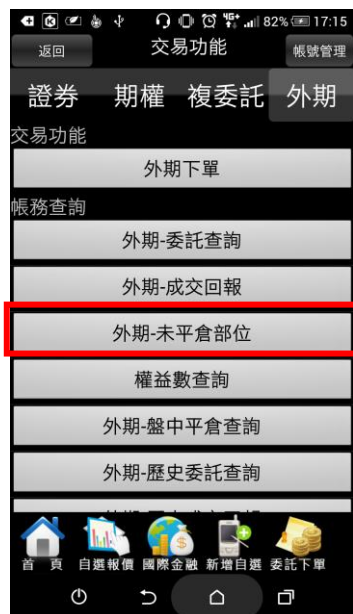 4G+ 82% 17:15
返回 交易功能 帳號管理
證券 期權 複委託 外期
交易功能
外期下單
帳務查詢
外期-委託查詢
外期-成交回報
外期-未平倉部位
權益數查詢
外期-盤中平倉查詢
外期-歷史委託查詢
首 頁 自選報價 國際金融 新增自選 委託下單